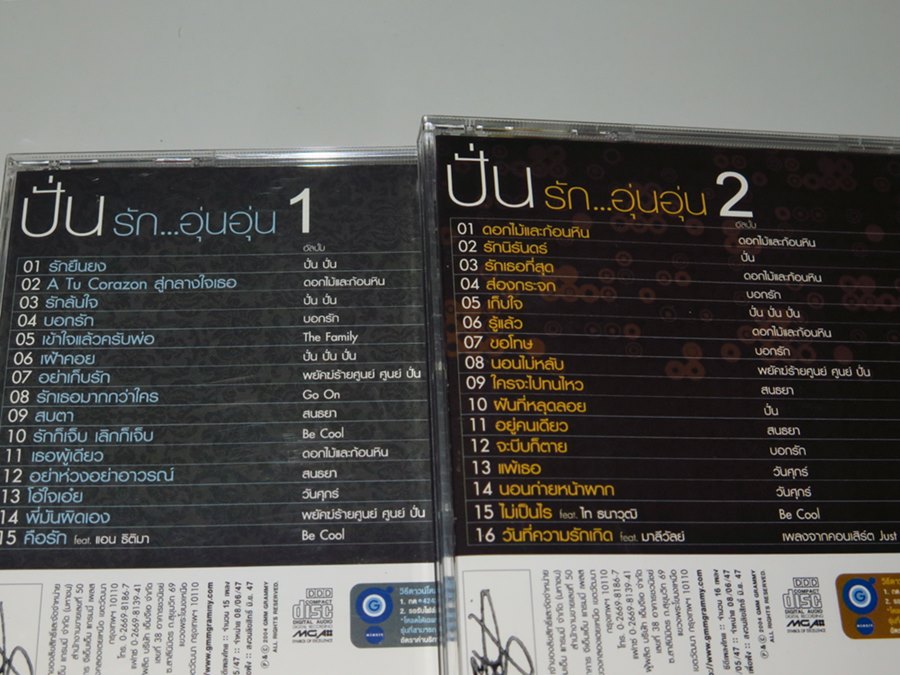 ปั่น รัก...อุ่นอุ่น 1
อัลบั้ม
01 รักยืนยง ปั่น ปั่น
02 A Tu Corazon สู่กลางใจเธอ ดอกไม้และก้อนหิน
03 รักล้นใจ ปั่น ปั่น
04 บอกรัก บอกรัก
05 เข้าใจแล้วครับพ่อ The Family
06 เฝ้าคอย ปั่น ปั่น ปั่น
07 อย่าเก็บรัก พยัคฆ์ร้ายศูนย์ ศูนย์ ปั่น
08 รักเธอมากกว่าใคร Go On
09 สบตา สนธยา
10 รักก็เจ็บ เลิกก็เจ็บ Be Cool
11 เธอผู้เดียว ดอกไม้และก้อนหิน
12 อย่าห่วงอย่าอาวรณ์ สนธยา
13 โอ้ใจเอ๋ย วันศุกร์
14 พี่มันผิดเอง พยัคฆ์ร้ายศูนย์ ศูนย์ ปั่น
15 คือรัก feat. แอน ธิติมา Be Cool
COMPACT
disc
DIGITAL AUDIO
MGA
℗ & © 2004 GMM GRAMMY
ALL RIGHTS RESERVED.
www.gmmgrammy.com
ปั่น รัก...อุ่นอุ่น 2
อัลบั้ม
01 ดอกไม้และก้อนหิน ดอกไม้และก้อนหิน
02 รักนิรันดร์ ปั่น
03 รักเธอที่สุด ดอกไม้และก้อนหิน
04 ส่องกระจก บอกรัก
05 เก็บใจ ปั่น ปั่น ปั่น
06 รู้แล้ว ดอกไม้และก้อนหิน
07 ขอโทษ บอกรัก
08 นอนไม่หลับ พยัคฆ์ร้ายศูนย์ ศูนย์ ปั่น
09 ใครจะไปทนไหว สนธยา
10 ฝันที่หลุดลอย ปั่น
11 อยู่คนเดียว สนธยา
12 จะบีบก็ตาย บอกรัก
13 แพ้เธอ วันศุกร์
14 นอนก่ายหน้าผาก วันศุกร์
15 ไม่เป็นไร feat. ไท ธนาวุฒิ Be Cool
16 วันที่ความรักเกิด feat. มาลีวัลย์ เพลงจากคอนเสิร์ต Just
COMPACT
disc
DIGITAL AUDIO
MGA
℗ & © 2004 GMM GRAMMY
ALL RIGHTS RESERVED.
www.gmmgrammy.com